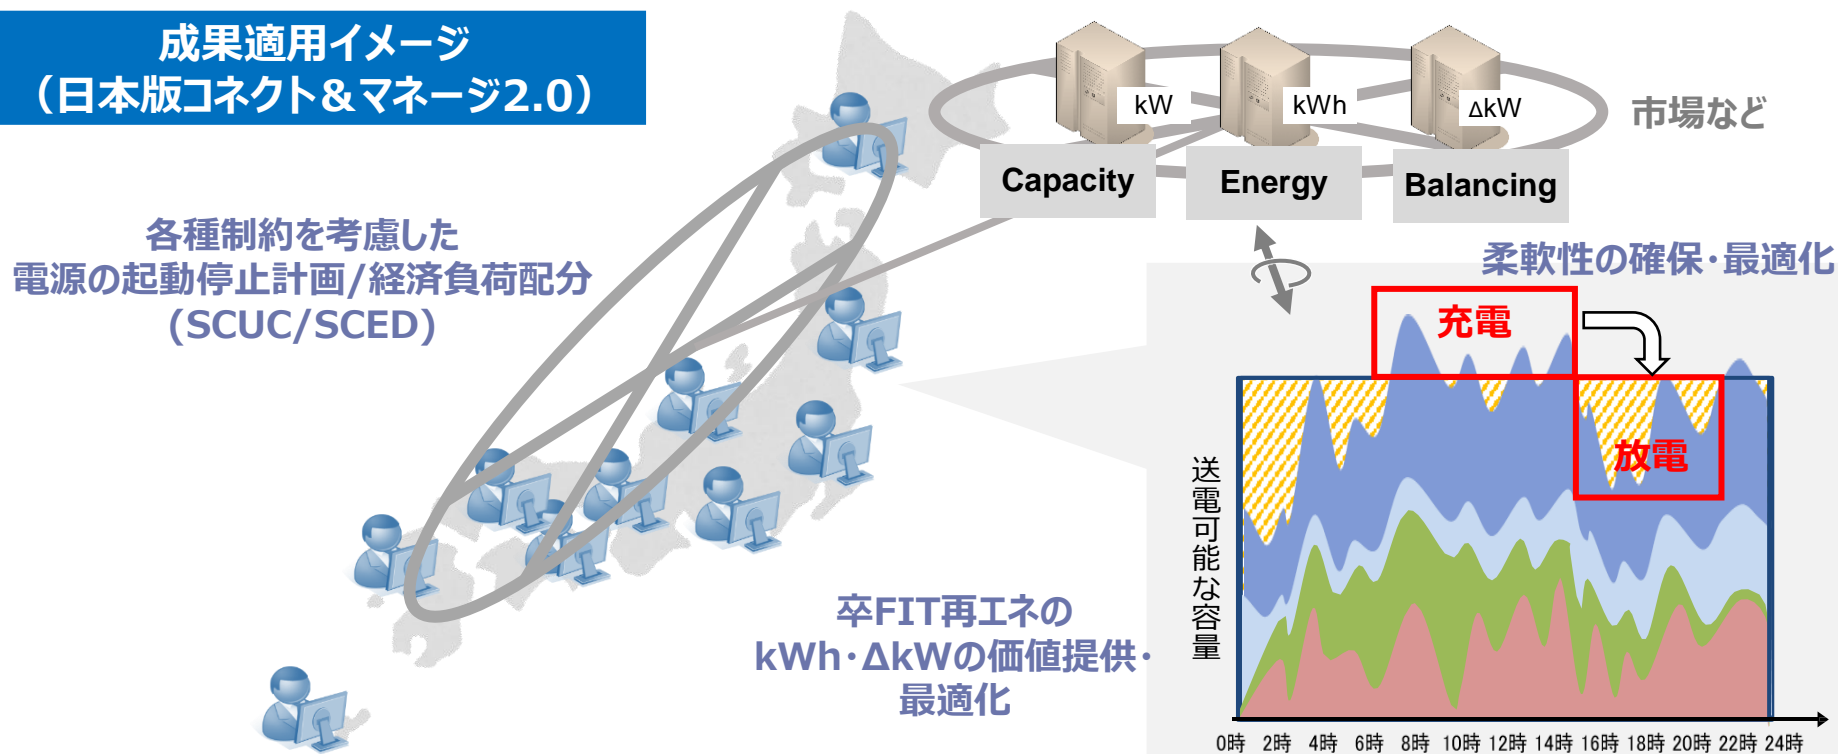 成果適用イメージ
（日本版コネクト＆マネージ2.0）
各種制約を考慮した
電源の起動停止計画/経済負荷配分
(SCUC/SCED)
kW
kWh
ΔkW
市場など
Capacity
Energy
Balancing
柔軟性の確保・最適化
充電
放電
送電可能な容量
卒FIT再エネの
kWh・ΔkWの価値提供・
最適化
0時 2時 4時 6時 8時 10時 12時 14時 16時 18時 20時 22時 24時